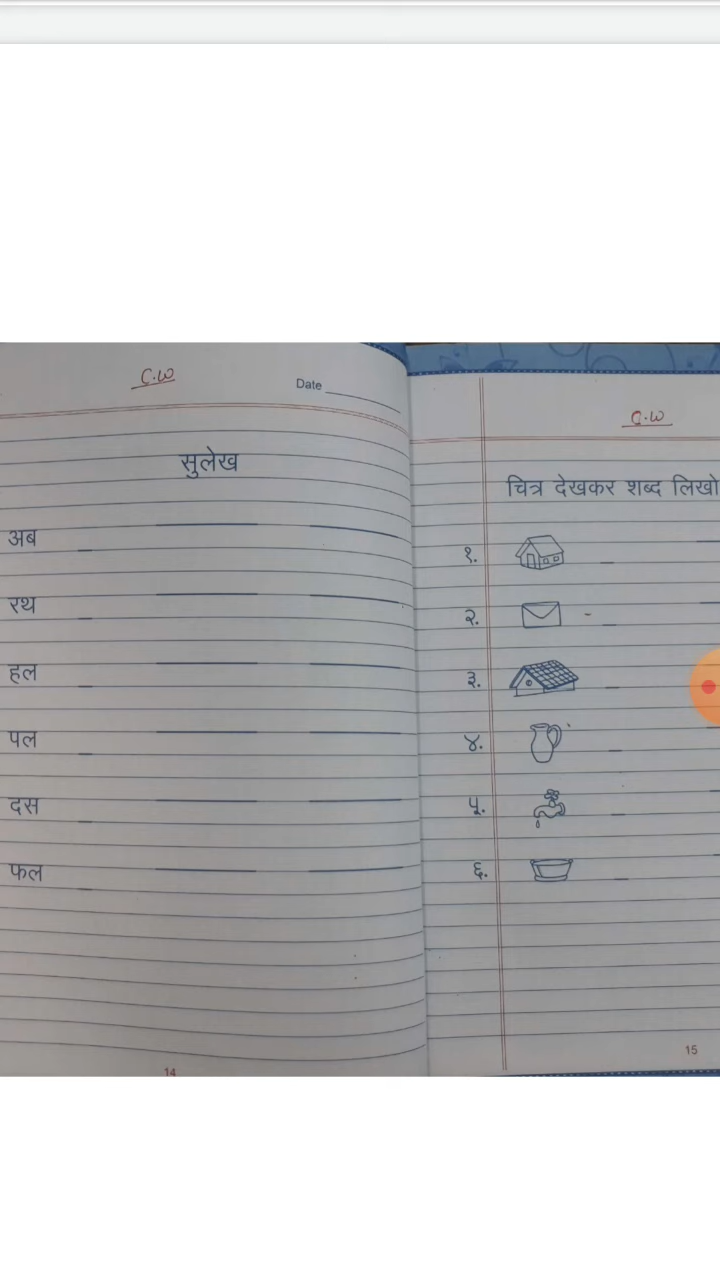 C.W
Date
सुलेख
अब
रथ
हल
पल
दस
फल
14
C.W
चित्र देखकर शब्द लिखो
१.
२.
३.
४.
५.
६.
15